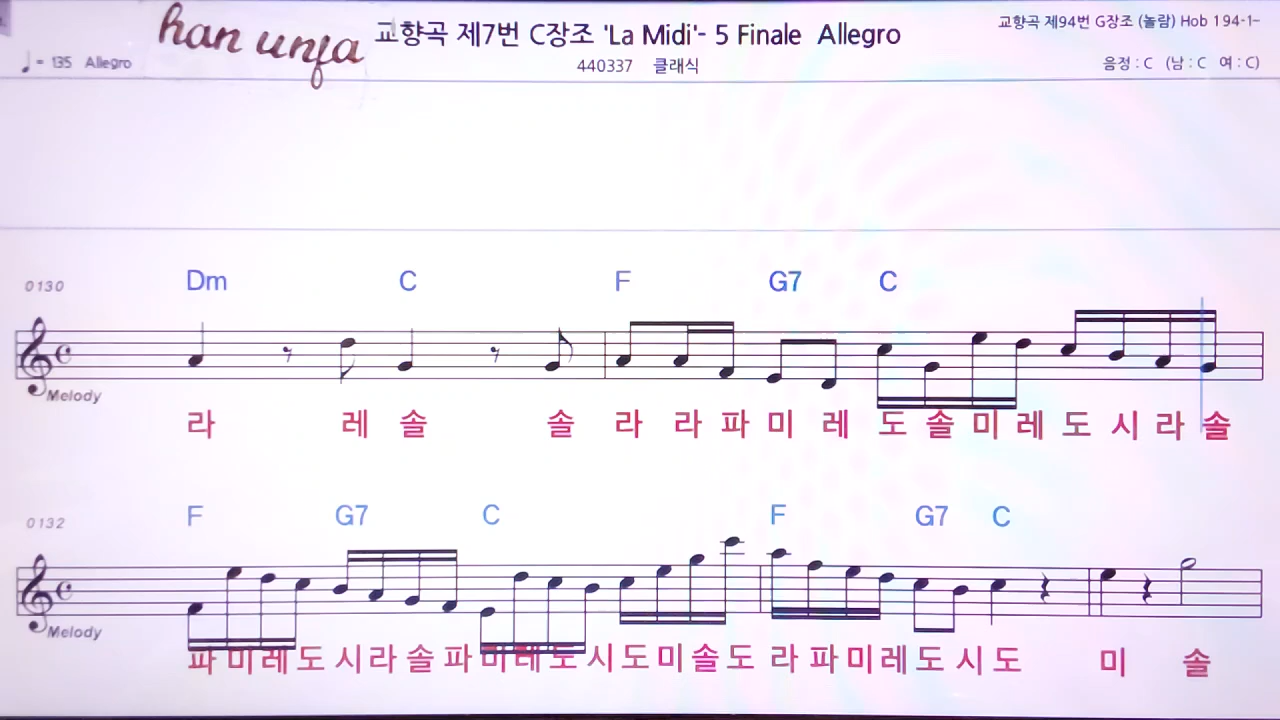 han unfa
교향곡 제7번 C장조 'La Midi'- 5 Finale Allegro
교향곡 제94번 G장조 (놀람) Hob 1 94-1-
= 135 Allegro
440337 클래식
음정 : C (남 : C 여 : C)
0130 Dm C F G7 C
Melody
라 레 솔 솔 라 라 파 미 레 도 솔 미 레 도 시 라 솔
0132 F G7 C F G7 C
Melody
파 미 레 도 시 라 솔 파 미 레 도 시 도 미 솔 도 라 파 미 레 도 시 도 미 솔